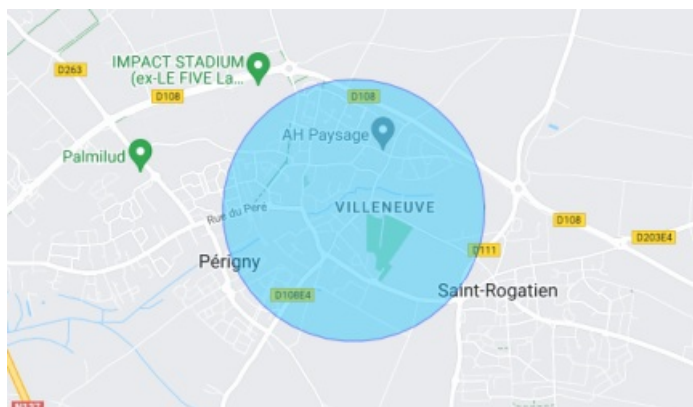 D263
IMPACT STADIUM
(ex-LE FIVE La...
D108
D108
AH Paysage
Palmilud
Rue du Péré
VILLENEUVE
D108
D203E4
D111
Périgny
D108E4
Saint-Rogatien